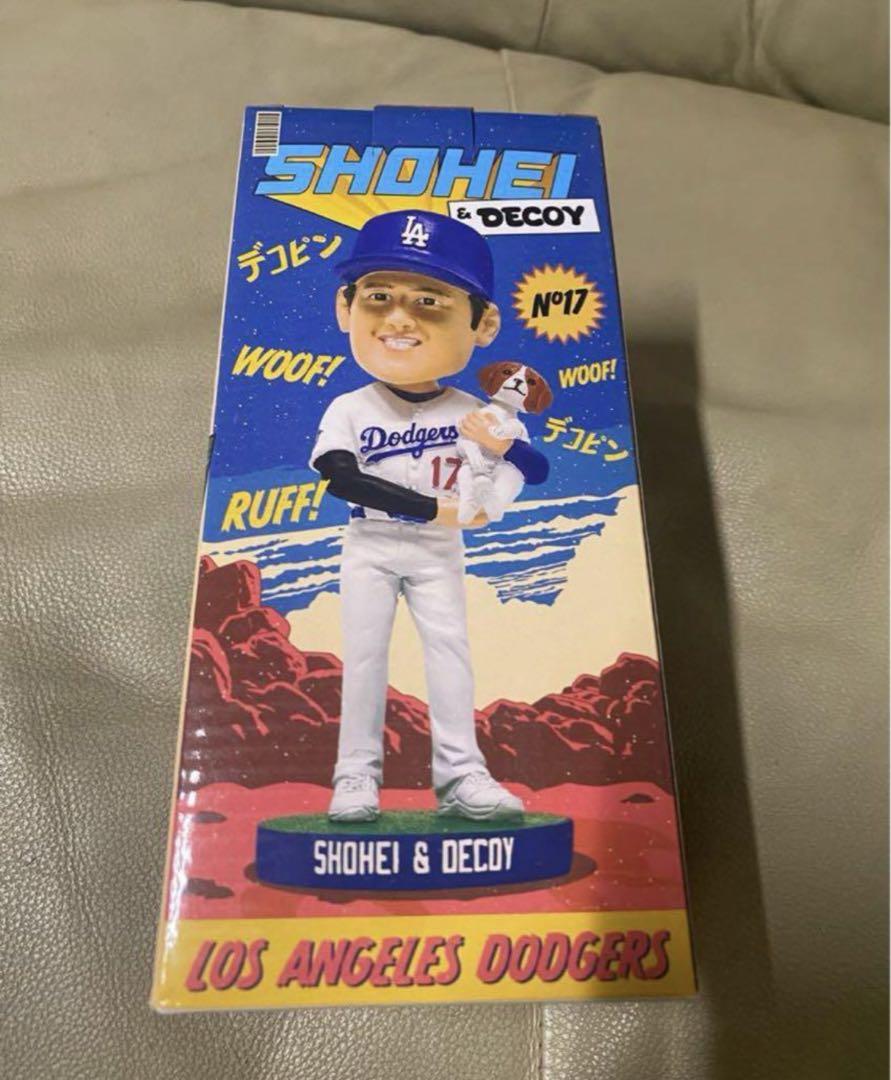 SHOHEI
& DECOY
デコピン
LA
Nº17
WOOF!
WOOF!
Dodgers
17
デコピン
RUFF!
SHOHEI & DECOY
LOS ANGELES DODGERS